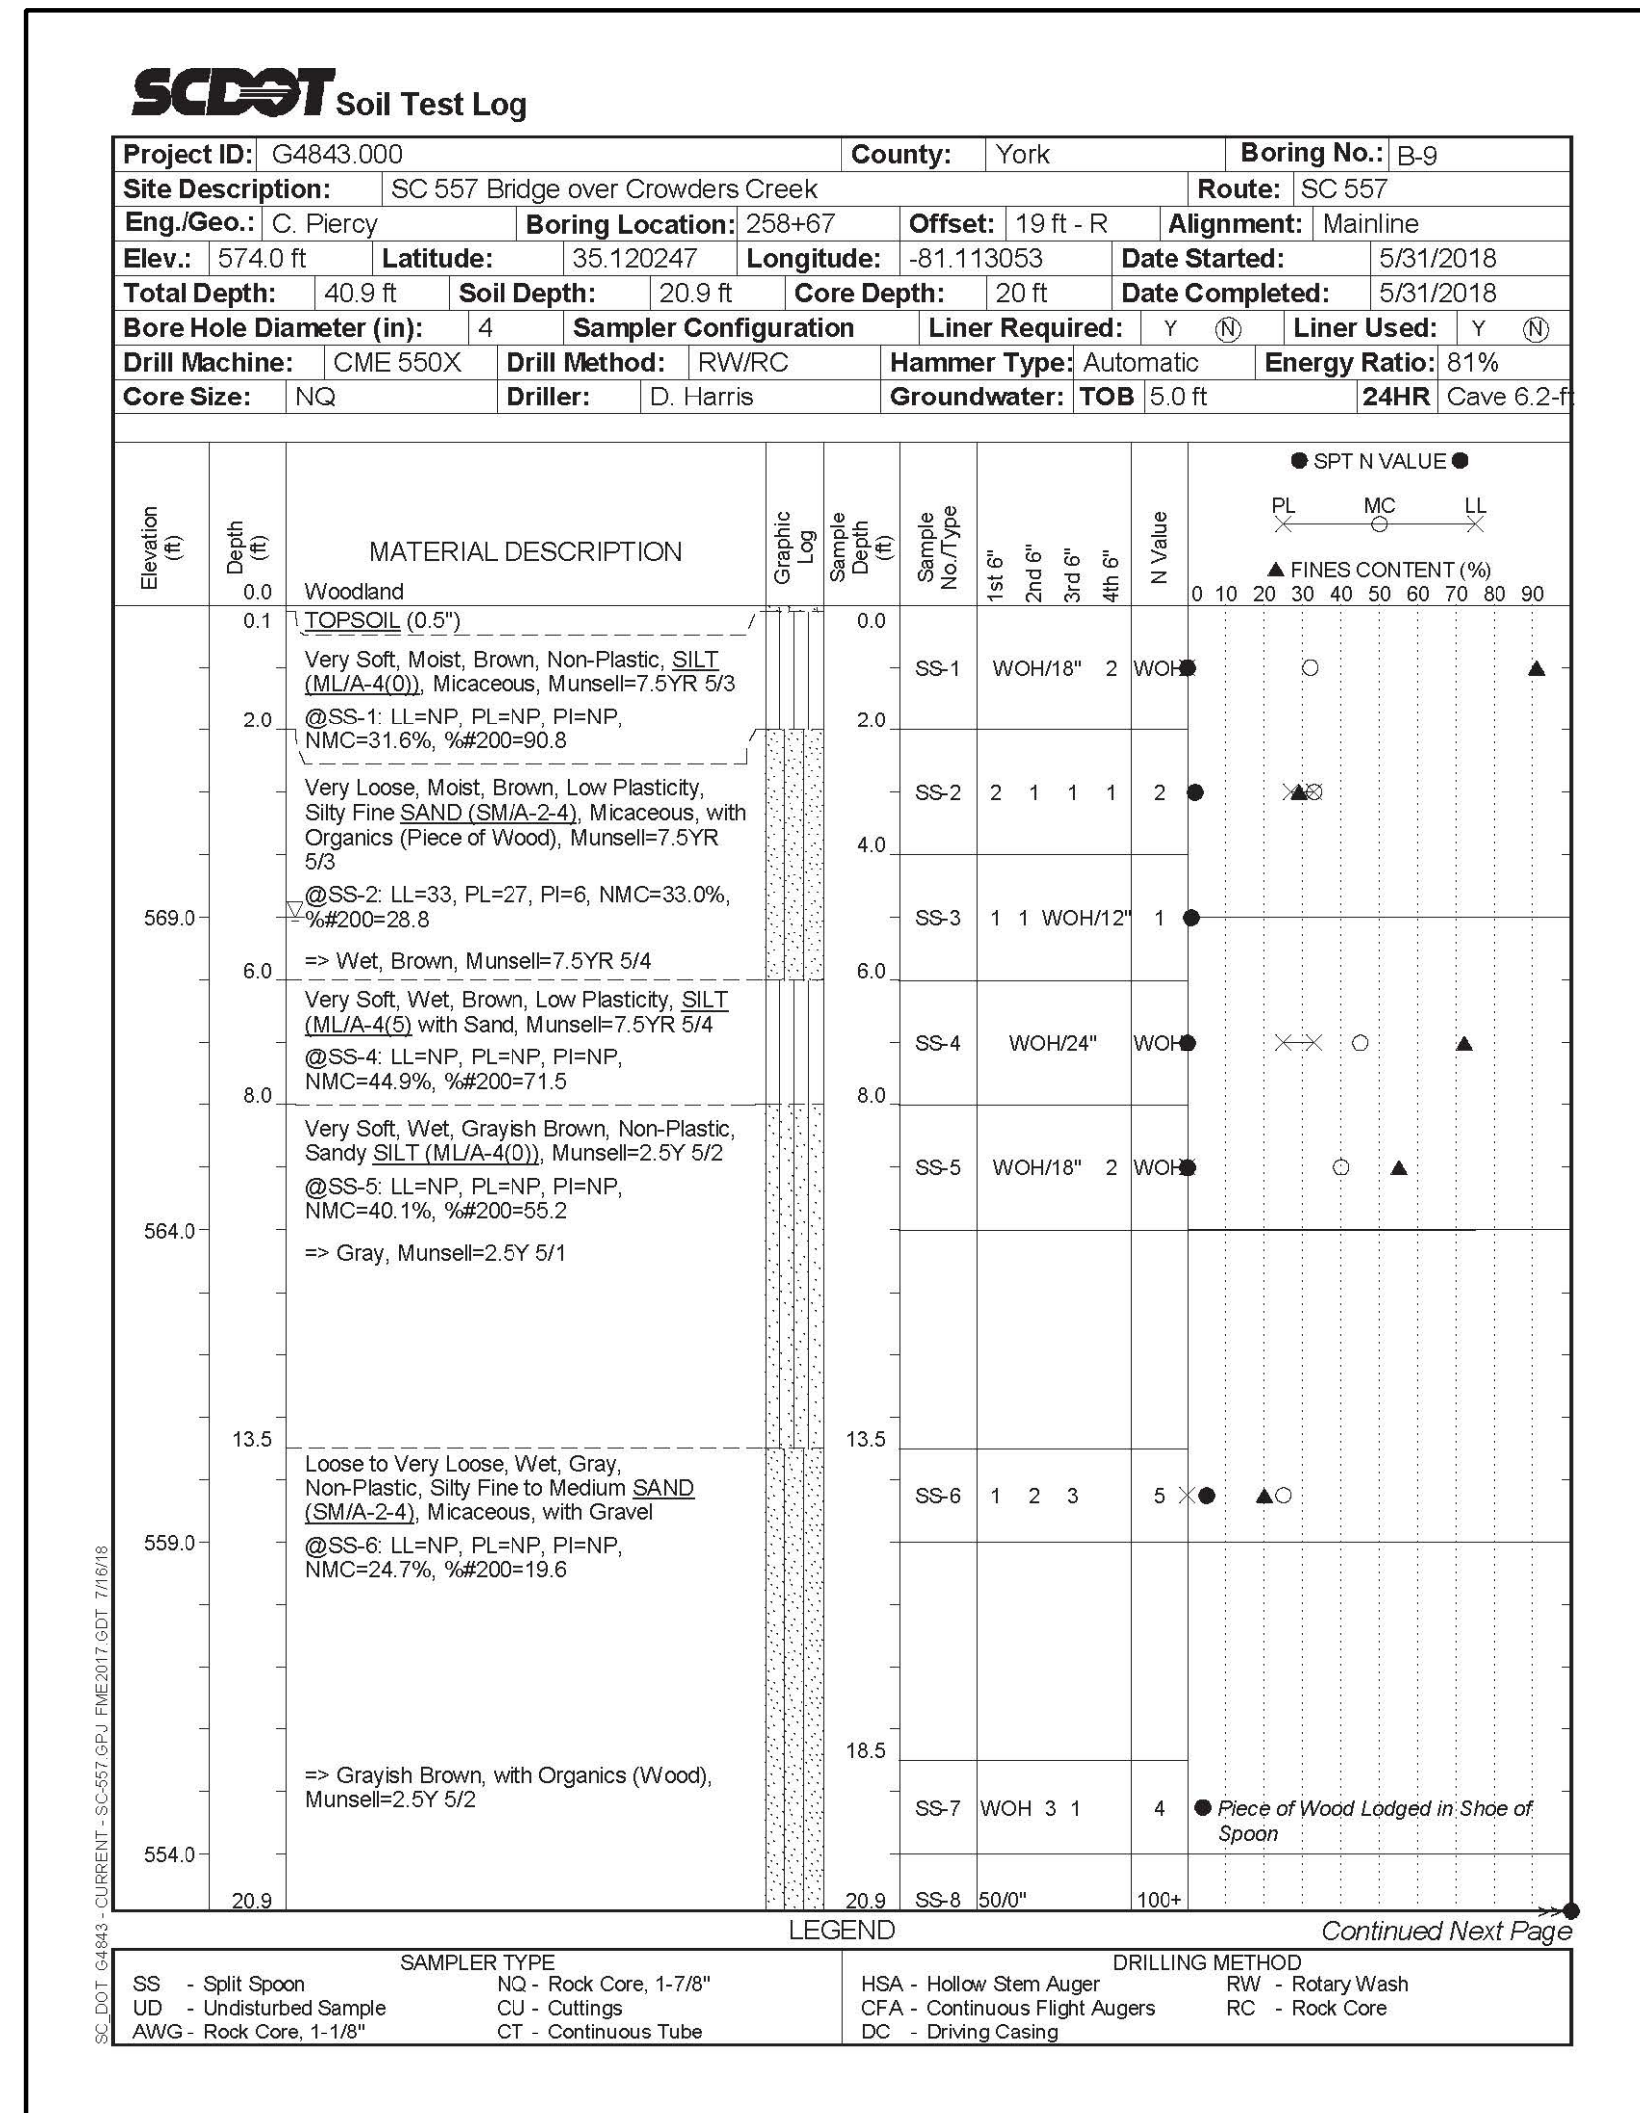 SCDOT Soil Test Log
Project ID: G4843.000 County: York Boring No.: B-9
Site Description: SC 557 Bridge over Crowders Creek Route: SC 557
Eng./Geo.: C. Piercy Boring Location: 258+67 Offset: 19 ft - R Alignment: Mainline
Elev.: 574.0 ft Latitude: 35.120247 Longitude: -81.113053 Date Started: 5/31/2018
Total Depth: 40.9 ft Soil Depth: 20.9 ft Core Depth: 20 ft Date Completed: 5/31/2018
Bore Hole Diameter (in): 4 Sampler Configuration Liner Required: Y N Liner Used: Y N
Drill Machine: CME 550X Drill Method: RW/RC Hammer Type: Automatic Energy Ratio: 81%
Core Size: NQ Driller: D. Harris Groundwater: TOB 5.0 ft 24HR Cave 6.2-ft
Elevation (ft) Depth (ft) MATERIAL DESCRIPTION Graphic Log Sample Depth (ft) Sample No./Type 1st 6" 2nd 6" 3rd 6" 4th 6" N Value
SPT N VALUE
PL MC LL
FINES CONTENT (%)
0.0 Woodland 0 10 20 30 40 50 60 70 80 90
0.1 TOPSOIL (0.5") 0.0
Very Soft, Moist, Brown, Non-Plastic, SILT
(ML/A-4(0)), Micaceous, Munsell=7.5YR 5/3
SS-1 WOH/18" 2 WOH
2.0 @SS-1: LL=NP, PL=NP, PI=NP, 2.0
NMC=31.6%, %#200=90.8
Very Loose, Moist, Brown, Low Plasticity,
SS-2 2 1 1 1 2
Silty Fine SAND (SM/A-2-4), Micaceous, with
Organics (Piece of Wood), Munsell=7.5YR
5/3
4.0
@SS-2: LL=33, PL=27, PI=6, NMC=33.0%,
569.0 %#200=28.8 SS-3 1 1 WOH/12" 1
=> Wet, Brown, Munsell=7.5YR 5/4
6.0 6.0
Very Soft, Wet, Brown, Low Plasticity, SILT
(ML/A-4(5) with Sand, Munsell=7.5YR 5/4
SS-4 WOH/24" WOH
@SS-4: LL=NP, PL=NP, PI=NP,
NMC=44.9%, %#200=71.5
8.0 8.0
Very Soft, Wet, Grayish Brown, Non-Plastic,
Sandy SILT (ML/A-4(0)), Munsell=2.5Y 5/2
SS-5 WOH/18" 2 WOH
@SS-5: LL=NP, PL=NP, PI=NP,
NMC=40.1%, %#200=55.2
564.0
=> Gray, Munsell=2.5Y 5/1
13.5 13.5
Loose to Very Loose, Wet, Gray,
Non-Plastic, Silty Fine to Medium SAND
SS-6 1 2 3 5
(SM/A-2-4), Micaceous, with Gravel
559.0 @SS-6: LL=NP, PL=NP, PI=NP,
NMC=24.7%, %#200=19.6
18.5
=> Grayish Brown, with Organics (Wood),
Munsell=2.5Y 5/2
SS-7 WOH 3 1 4 Piece of Wood Lodged in Shoe of
Spoon
554.0
20.9 20.9 SS-8 50/0" 100+
LEGEND Continued Next Page
SAMPLER TYPE DRILLING METHOD
SS - Split Spoon NQ - Rock Core, 1-7/8" HSA - Hollow Stem Auger RW - Rotary Wash
UD - Undisturbed Sample CU - Cuttings CFA - Continuous Flight Augers RC - Rock Core
AWG - Rock Core, 1-1/8" CT - Continuous Tube DC - Driving Casing
SC_DOT G4843 - CURRENT - SC-557.GPJ FME2017.GDT 7/16/18